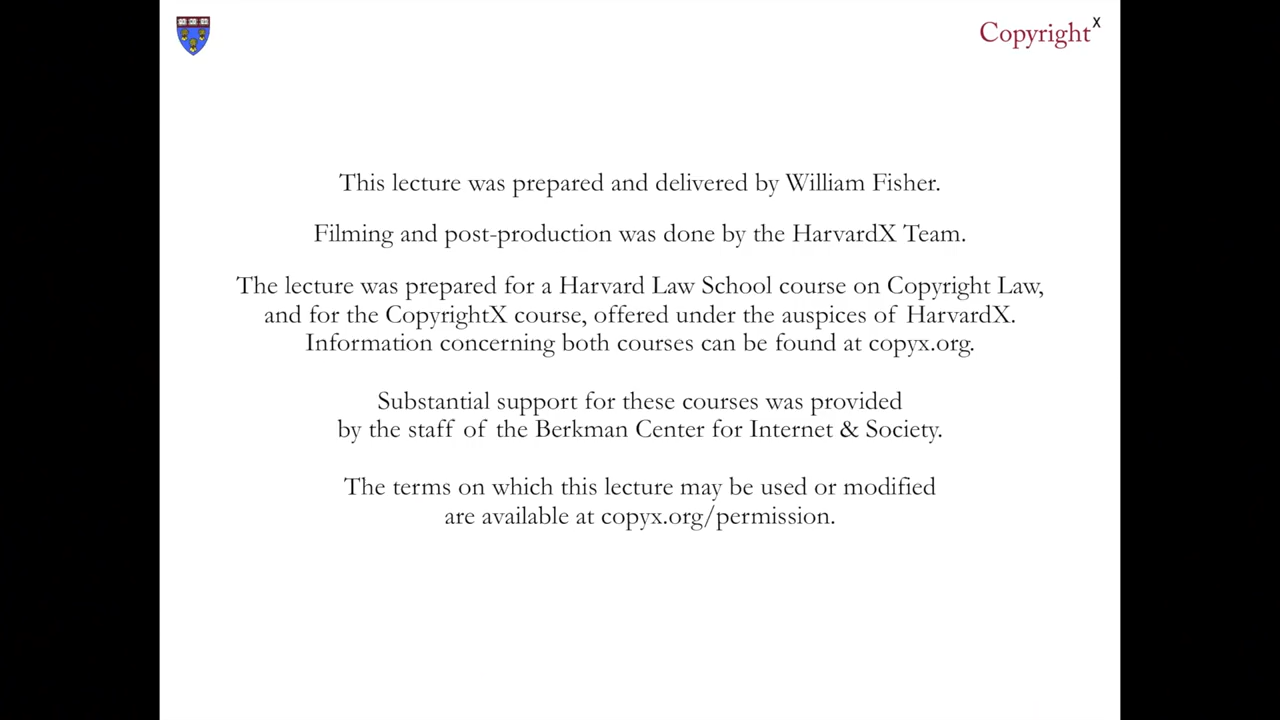 Copyright X
This lecture was prepared and delivered by William Fisher.
Filming and post-production was done by the HarvardX Team.
The lecture was prepared for a Harvard Law School course on Copyright Law,
and for the CopyrightX course, offered under the auspices of HarvardX.
Information concerning both courses can be found at copyx.org.
Substantial support for these courses was provided
by the staff of the Berkman Center for Internet & Society.
The terms on which this lecture may be used or modified
are available at copyx.org/permission.